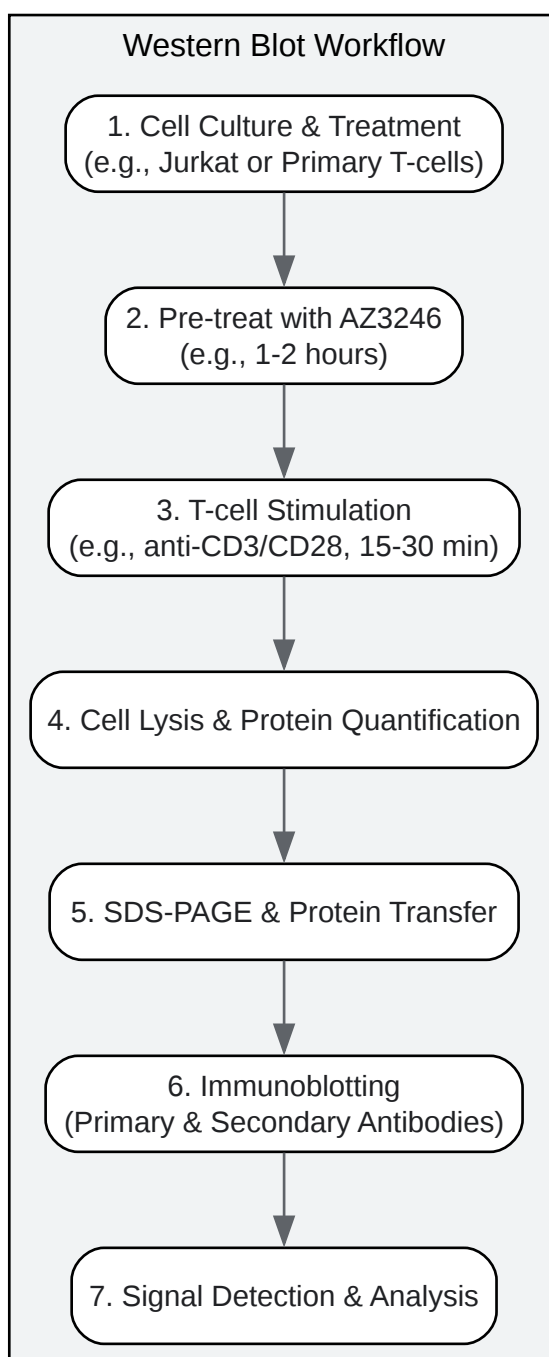 Western Blot Workflow
1. Cell Culture & Treatment
(e.g., Jurkat or Primary T-cells)
2. Pre-treat with AZ3246
(e.g., 1-2 hours)
3. T-cell Stimulation
(e.g., anti-CD3/CD28, 15-30 min)
4. Cell Lysis & Protein Quantification
5. SDS-PAGE & Protein Transfer
6. Immunoblotting
(Primary & Secondary Antibodies)
7. Signal Detection & Analysis